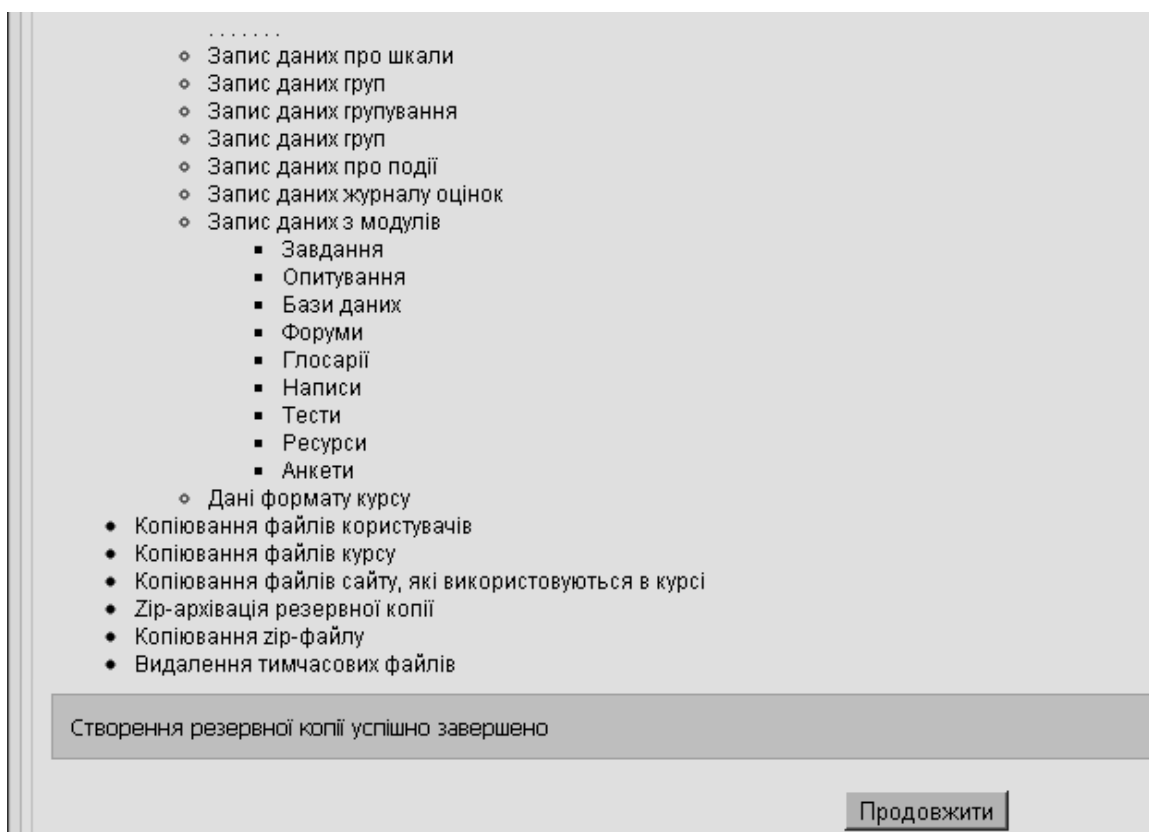 .......
Запис даних про шкали
Запис даних груп
Запис даних групування
Запис даних груп
Запис даних про події
Запис даних журналу оцінок
Запис даних з модулів
Завдання
Опитування
Бази даних
Форуми
Глосарії
Написи
Тести
Ресурси
Анкети
Дані формату курсу
Копіювання файлів користувачів
Копіювання файлів курсу
Копіювання файлів сайту, які використовуються в курсі
Zip-архівація резервної копії
Копіювання zip-файлу
Видалення тимчасових файлів
Створення резервної копії успішно завершено
Продовжити